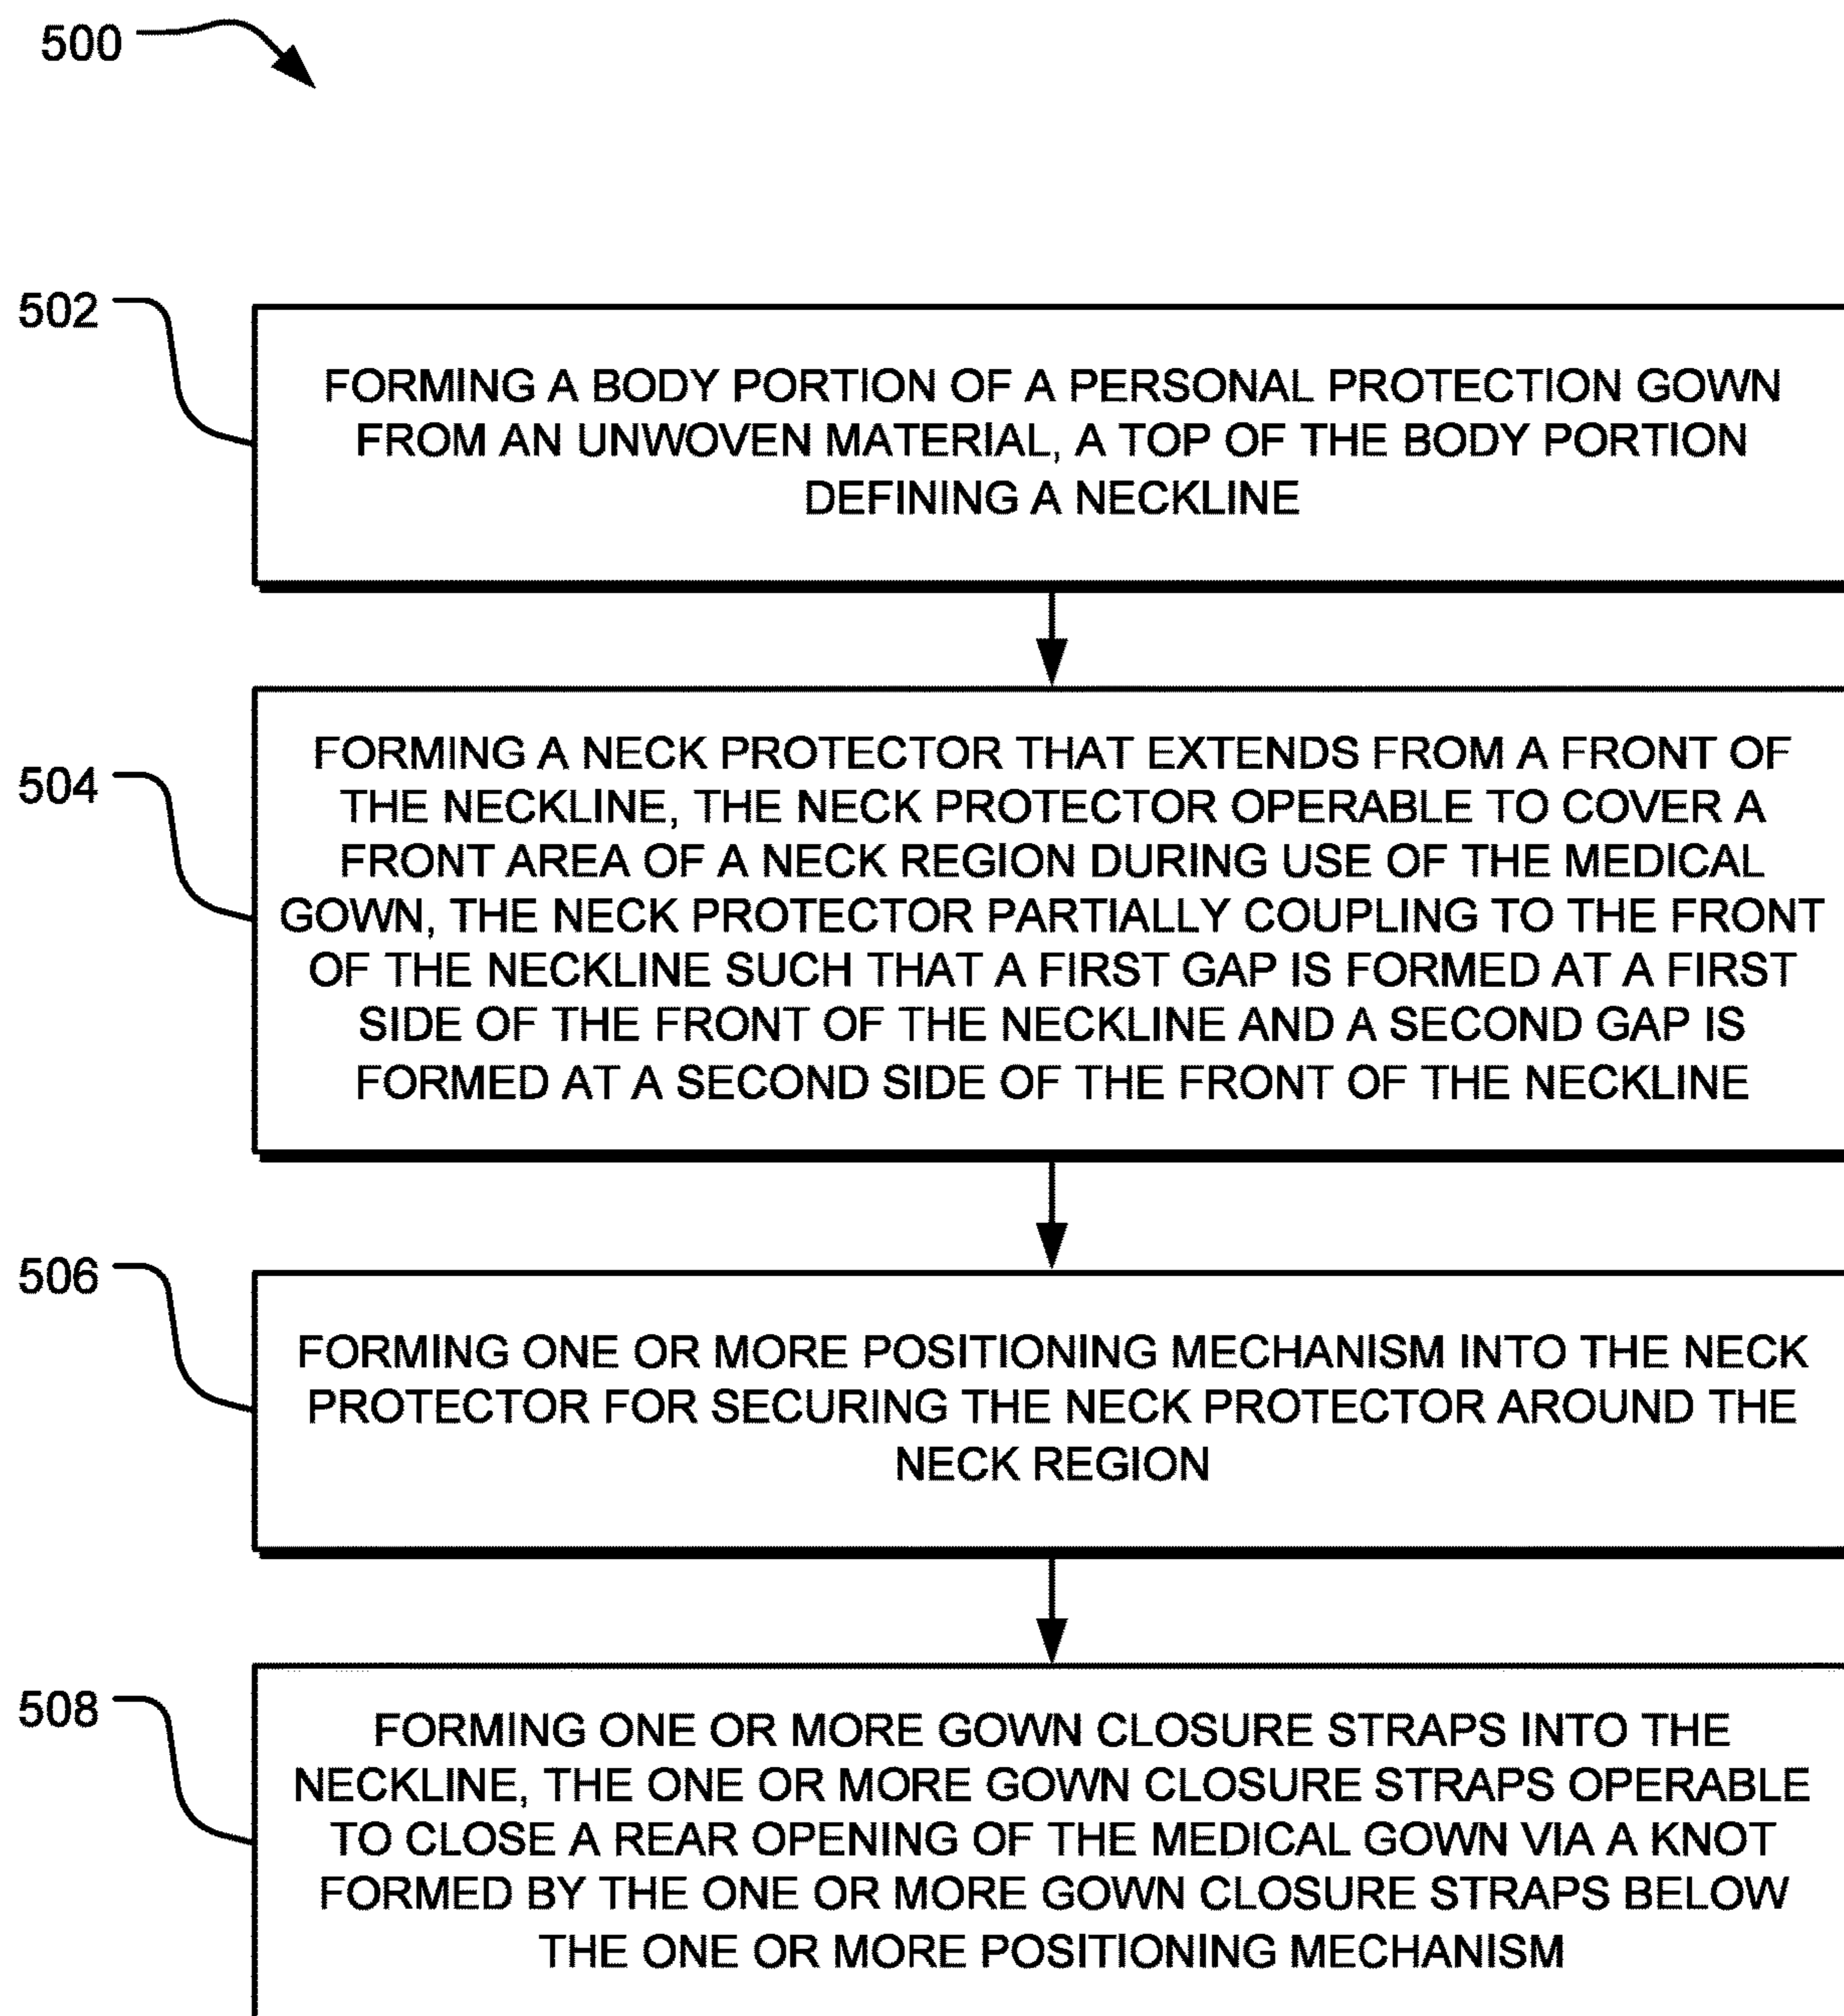 500
502
FORMING A BODY PORTION OF A PERSONAL PROTECTION GOWN
FROM AN UNWOVEN MATERIAL, A TOP OF THE BODY PORTION
DEFINING A NECKLINE
504
FORMING A NECK PROTECTOR THAT EXTENDS FROM A FRONT OF
THE NECKLINE, THE NECK PROTECTOR OPERABLE TO COVER A
FRONT AREA OF A NECK REGION DURING USE OF THE MEDICAL
GOWN, THE NECK PROTECTOR PARTIALLY COUPLING TO THE FRONT
OF THE NECKLINE SUCH THAT A FIRST GAP IS FORMED AT A FIRST
SIDE OF THE FRONT OF THE NECKLINE AND A SECOND GAP IS
FORMED AT A SECOND SIDE OF THE FRONT OF THE NECKLINE
506
FORMING ONE OR MORE POSITIONING MECHANISM INTO THE NECK
PROTECTOR FOR SECURING THE NECK PROTECTOR AROUND THE
NECK REGION
508
FORMING ONE OR MORE GOWN CLOSURE STRAPS INTO THE
NECKLINE, THE ONE OR MORE GOWN CLOSURE STRAPS OPERABLE
TO CLOSE A REAR OPENING OF THE MEDICAL GOWN VIA A KNOT
FORMED BY THE ONE OR MORE GOWN CLOSURE STRAPS BELOW
THE ONE OR MORE POSITIONING MECHANISM